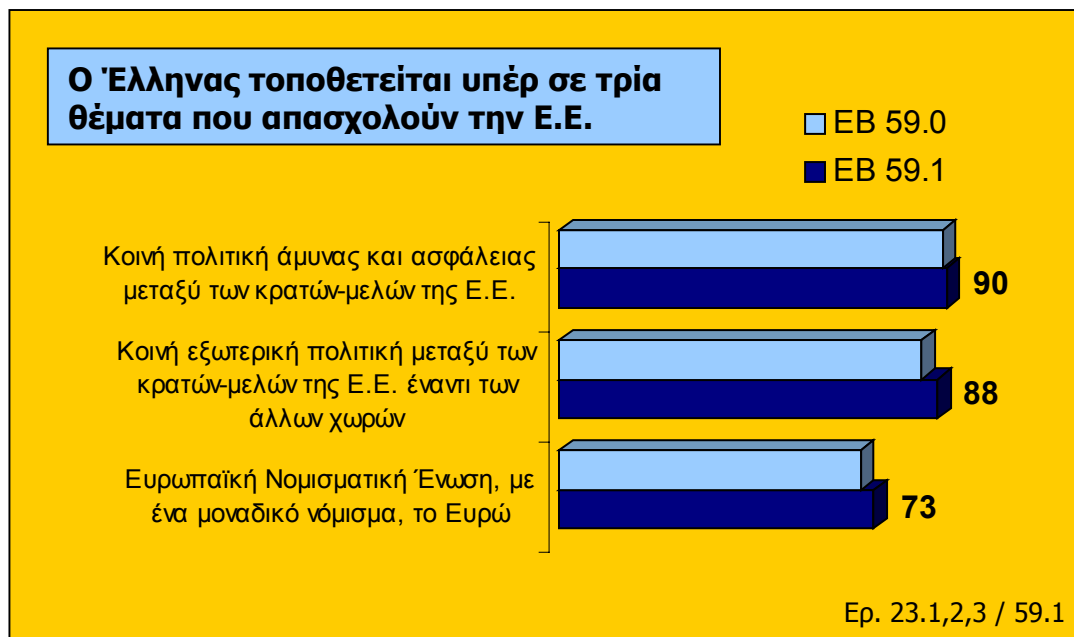 Ο Έλληνας τοποθετείται υπέρ σε τρία
θέματα που απασχολούν την Ε.Ε.
EB 59.0
EB 59.1
Κοινή πολιτική άμυνας και ασφάλειας
μεταξύ των κρατών-μελών της Ε.Ε.
90
Κοινή εξωτερική πολιτική μεταξύ των
κρατών-μελών της Ε.Ε. έναντι των
άλλων χωρών
88
Ευρωπαϊκή Νομισματική Ένωση, με
ένα μοναδικό νόμισμα, το Ευρώ
73
Ερ. 23.1,2,3 / 59.1